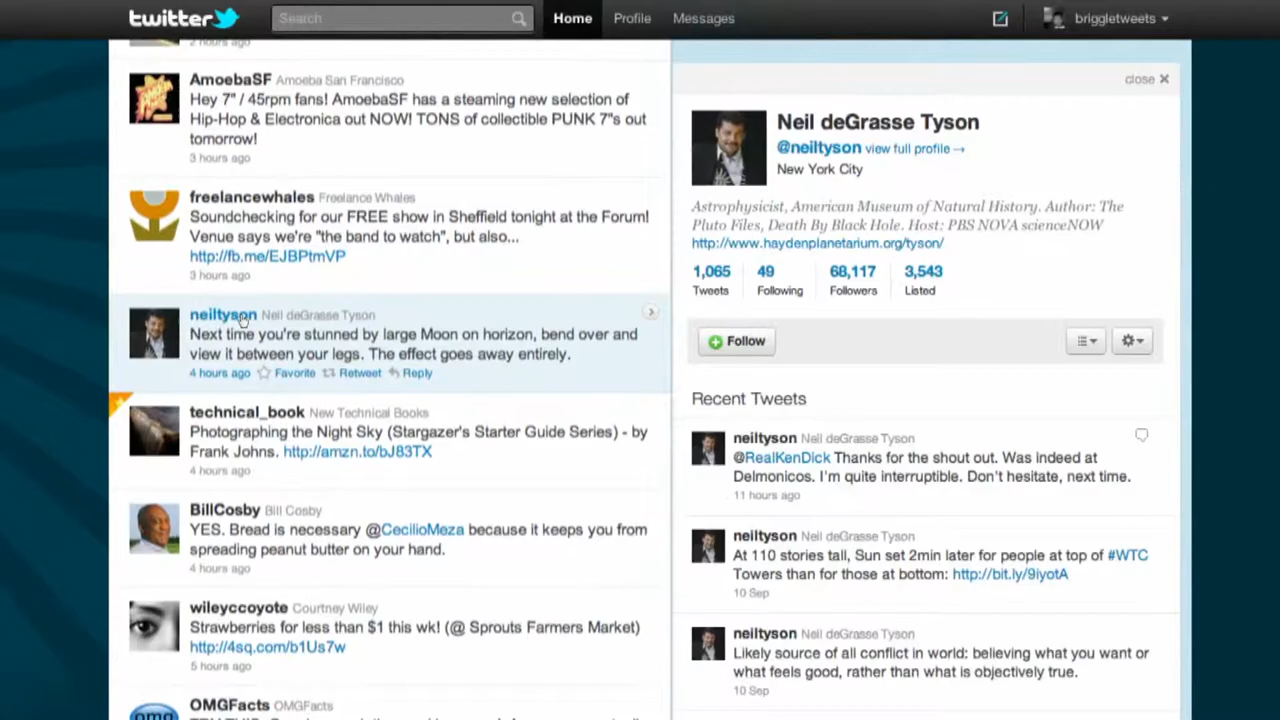 twitter
Search
Home
Profile
Messages
briggletweets
2 hours ago
AmoebaSF Amoeba San Francisco
Hey 7" / 45rpm fans! AmoebaSF has a steaming new selection of
Hip-Hop & Electronica out NOW! TONS of collectible PUNK 7"s out
tomorrow!
3 hours ago
freelancewhales Freelance Whales
Soundchecking for our FREE show in Sheffield tonight at the Forum!
Venue says we're "the band to watch", but also...
http://fb.me/EJBPtmVP
3 hours ago
neiltyson Neil deGrasse Tyson
Next time you're stunned by large Moon on horizon, bend over and
view it between your legs. The effect goes away entirely.
4 hours ago Favorite Retweet Reply
technical_book New Technical Books
Photographing the Night Sky (Stargazer's Starter Guide Series) - by
Frank Johns. http://amzn.to/bJ83TX
4 hours ago
BillCosby Bill Cosby
YES. Bread is necessary @CecilioMeza because it keeps you from
spreading peanut butter on your hand.
4 hours ago
wileyccoyote Courtney Wiley
Strawberries for less than $1 this wk! (@ Sprouts Farmers Market)
http://4sq.com/b1Us7w
5 hours ago
OMGFacts OMGFacts
omg
close
Neil deGrasse Tyson
@neiltyson view full profile →
New York City
Astrophysicist, American Museum of Natural History. Author: The
Pluto Files, Death By Black Hole. Host: PBS NOVA scienceNOW
http://www.haydenplanetarium.org/tyson/
1,065 49 68,117 3,543
Tweets Following Followers Listed
Follow
Recent Tweets
neiltyson Neil deGrasse Tyson
@RealKenDick Thanks for the shout out. Was indeed at
Delmonicos. I'm quite interruptible. Don't hesitate, next time.
11 hours ago
neiltyson Neil deGrasse Tyson
At 110 stories tall, Sun set 2min later for people at top of #WTC
Towers than for those at bottom: http://bit.ly/9iyotA
10 Sep
neiltyson Neil deGrasse Tyson
Likely source of all conflict in world: believing what you want or
what feels good, rather than what is objectively true.
10 Sep